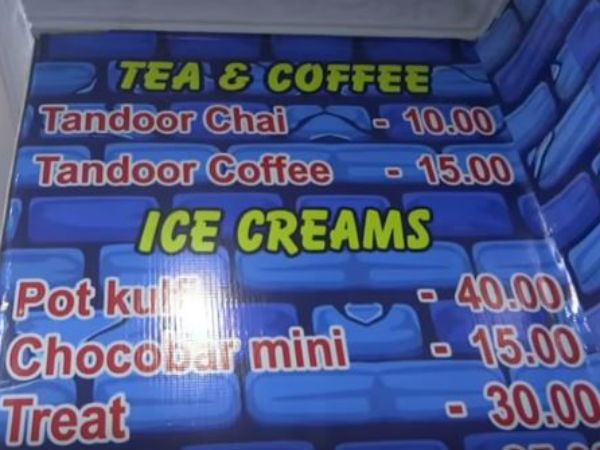 TEA & COFFEE
Tandoor Chai - 10.00
Tandoor Coffee - 15.00
ICE CREAMS
Pot kulfi - 40.00
Chocobar mini - 15.00
Treat - 30.00